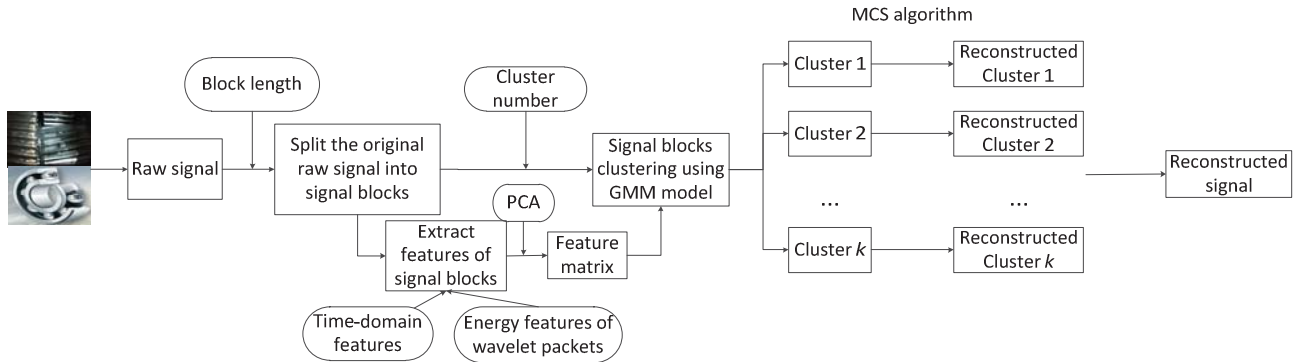 MCS algorithm
Block length
Cluster
number
Cluster 1
Reconstructed
Cluster 1
Raw signal
Split the original
raw signal into
signal blocks
Signal blocks
clustering using
GMM model
Cluster 2
Reconstructed
Cluster 2
Reconstructed
signal
PCA
...
...
Extract
features of
signal blocks
Feature
matrix
Cluster k
Reconstructed
Cluster k
Time-domain
features
Energy features of
wavelet packets